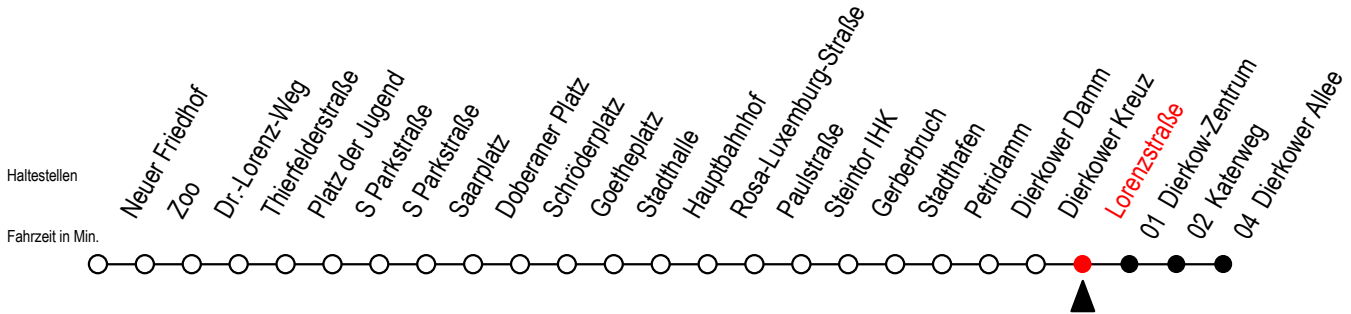 Haltestellen
Fahrzeit in Min.
Neuer Friedhof
Zoo
Dr.-Lorenz-Weg
Thierfelderstraße
Platz der Jugend
S Parkstraße
S Parkstraße
Saarplatz
Doberaner Platz
Schröderplatz
Goetheplatz
Stadthalle
Hauptbahnhof
Rosa-Luxemburg-Straße
Paulstraße
Steintor IHK
Gerberbruch
Stadthafen
Petridamm
Dierkower Damm
Dierkower Kreuz
Lorenzstraße
01 Dierkow-Zentrum
02 Katerweg
04 Dierkower Allee